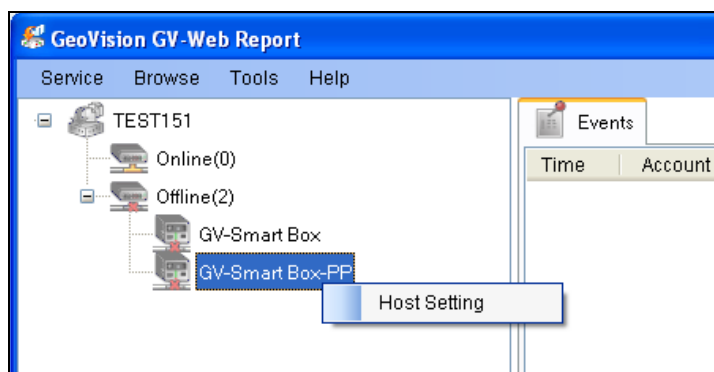 GeoVision GV-Web Report
Service Browse Tools Help
TEST151
Events
Online(0)
Time Account
Offline(2)
GV-Smart Box
GV-Smart Box-PP
Host Setting